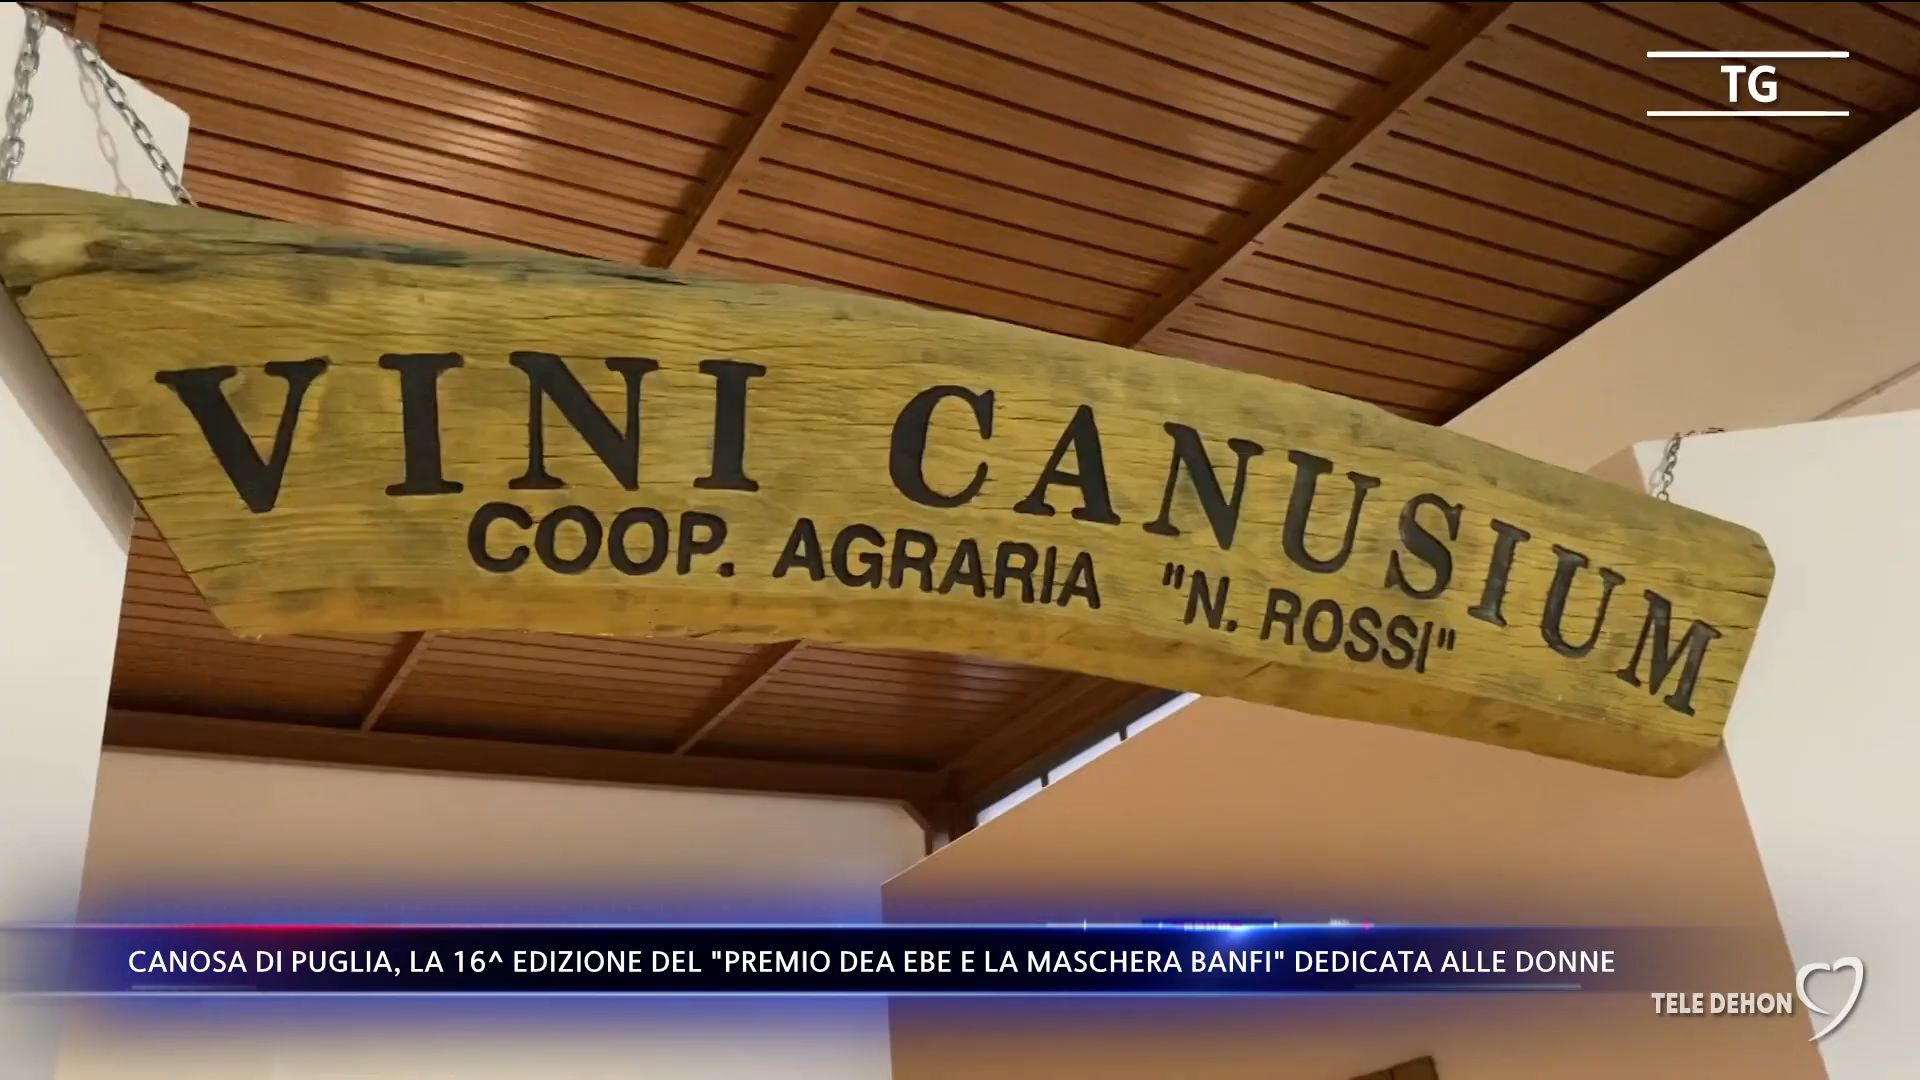 TG
VINI CANUSIUM
COOP. AGRARIA "N. ROSSI"
CANOSA DI PUGLIA, LA 16^ EDIZIONE DEL "PREMIO DEA EBE E LA MASCHERA BANFI" DEDICATA ALLE DONNE
TELE DEHON